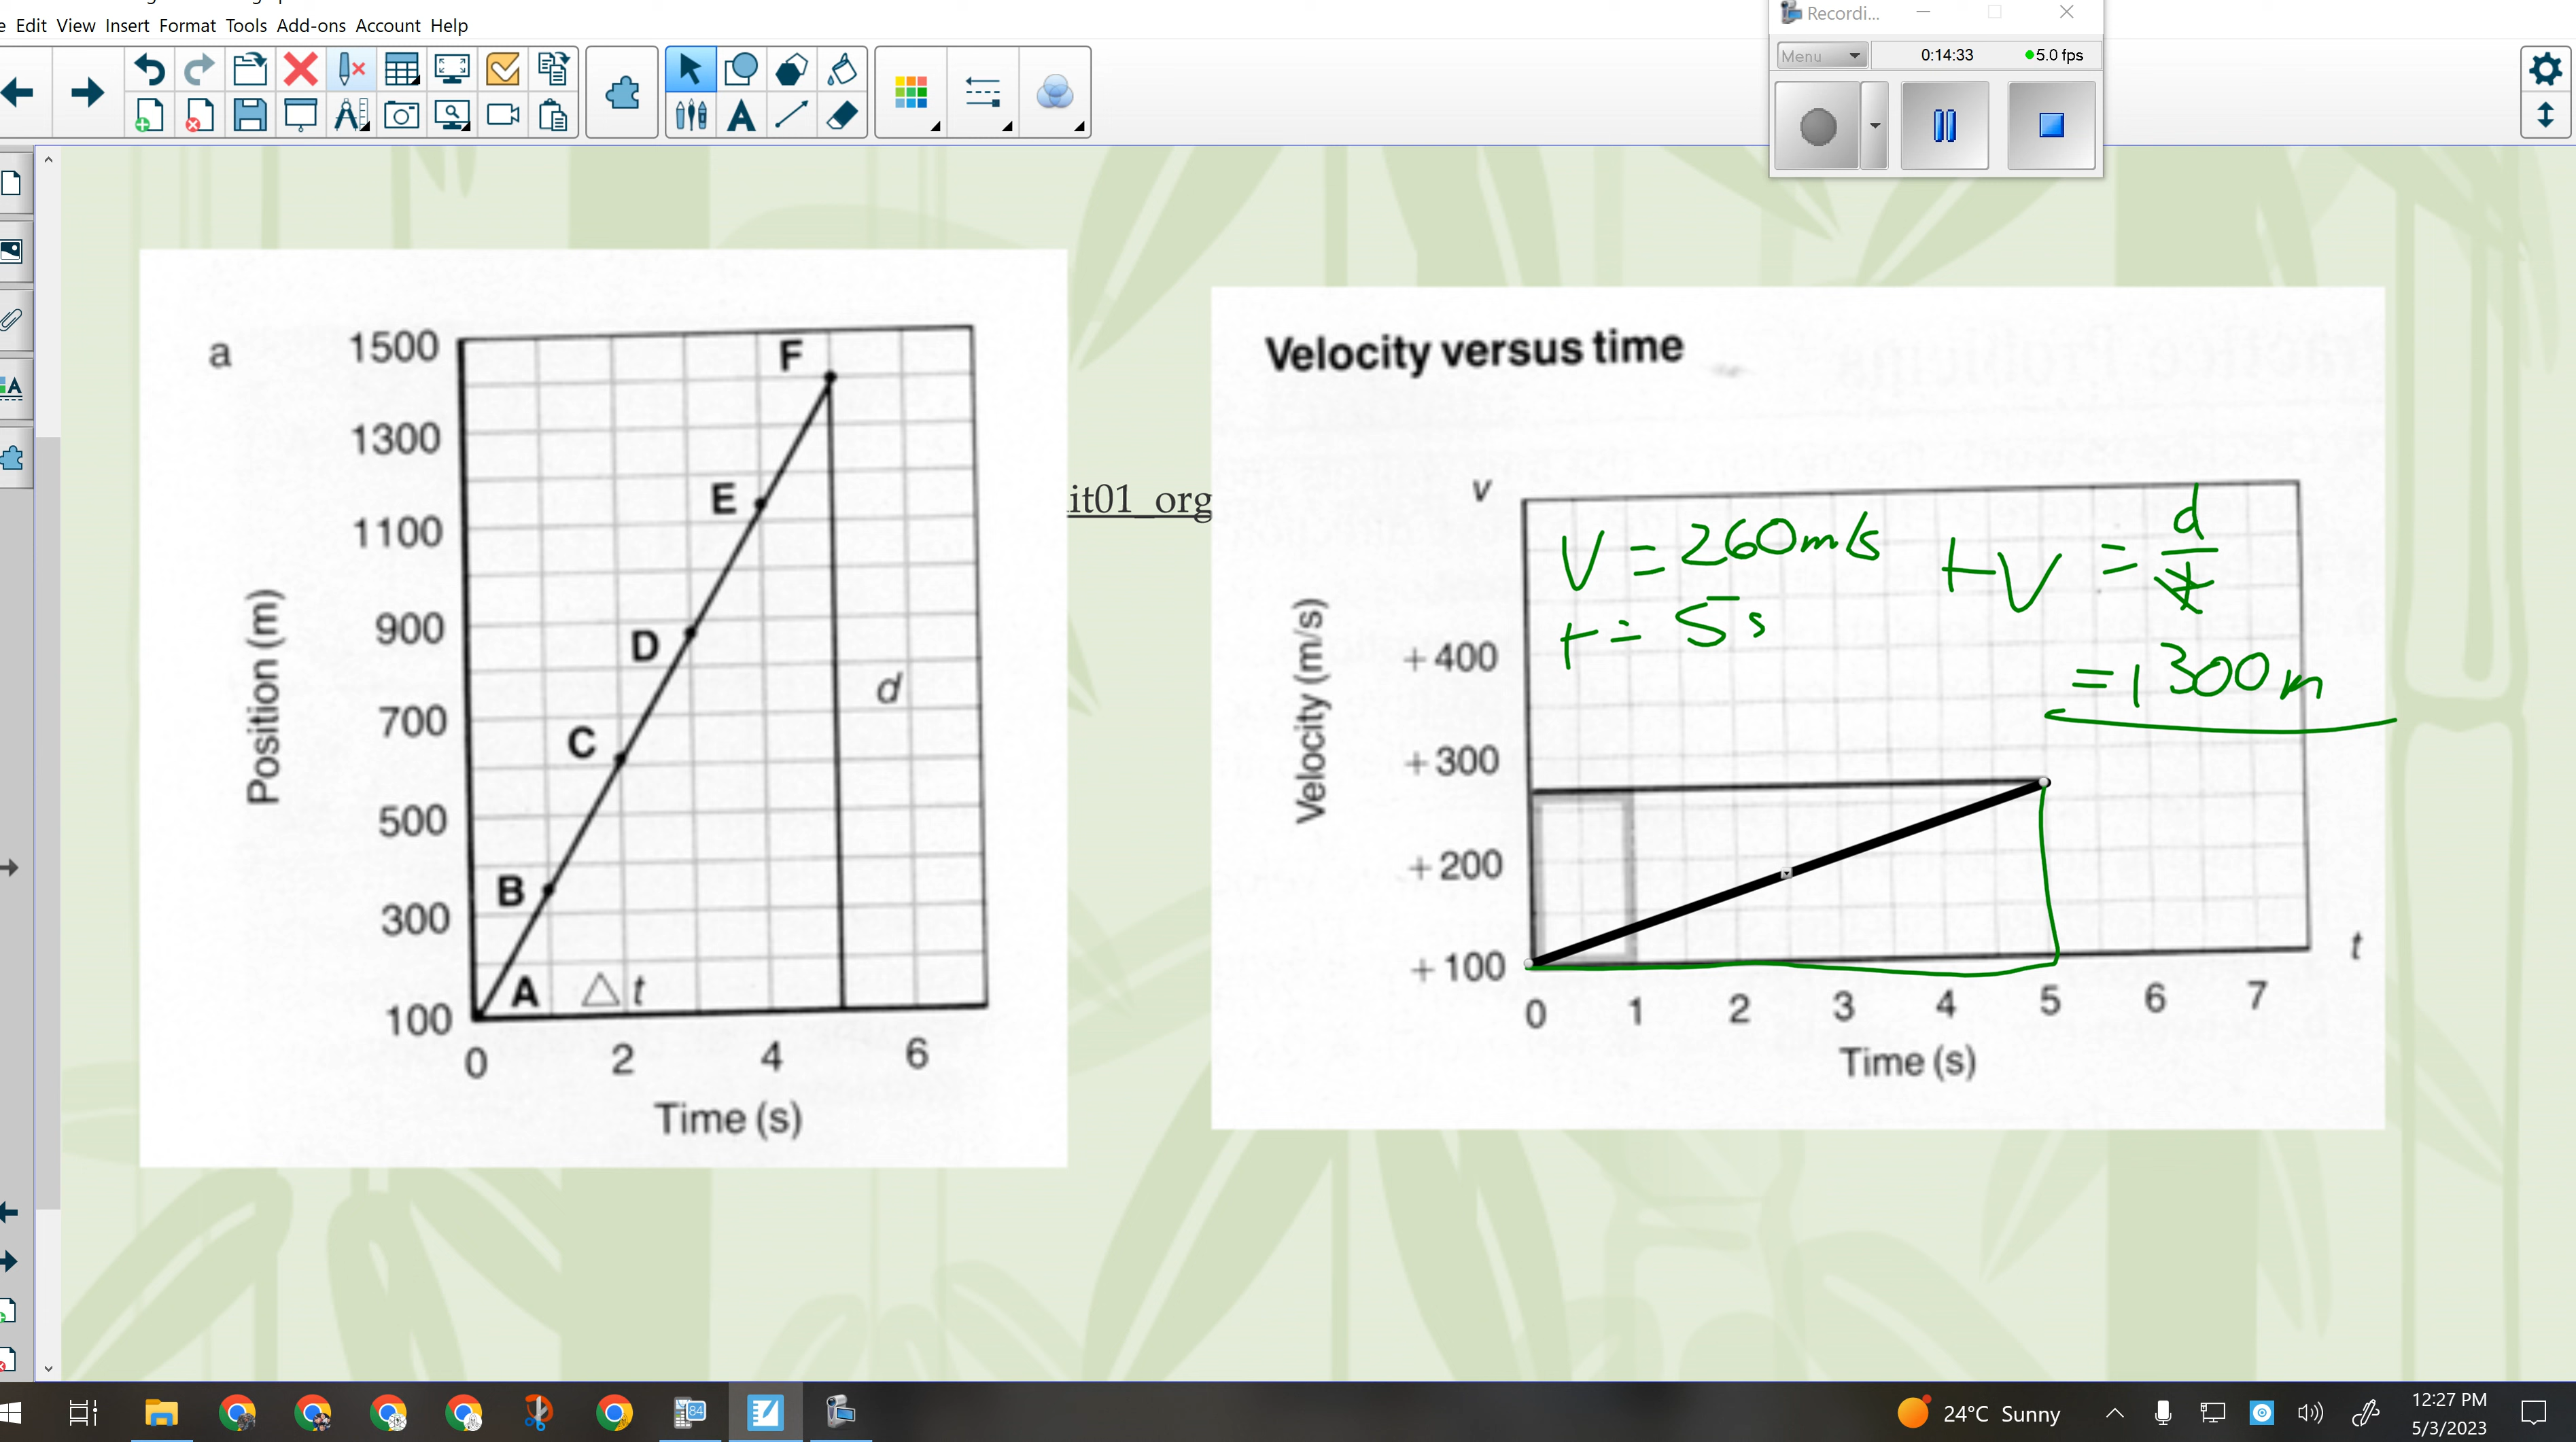 Edit View Insert Format Tools Add-ons Account Help
Recordi...
Menu
0:14:33
5.0 fps
a
1500
1300
1100
900
700
500
300
100
Position (m)
F
E
D
C
B
A
△t
d
0 2 4 6
Time (s)
it01_org
Velocity versus time
v
Velocity (m/s)
+400
+300
+200
+100
V = 260m/s
t = 5s
tV = d/t
= 1300m
t
0 1 2 3 4 5 6 7
Time (s)
84
24°C Sunny
12:27 PM
5/3/2023